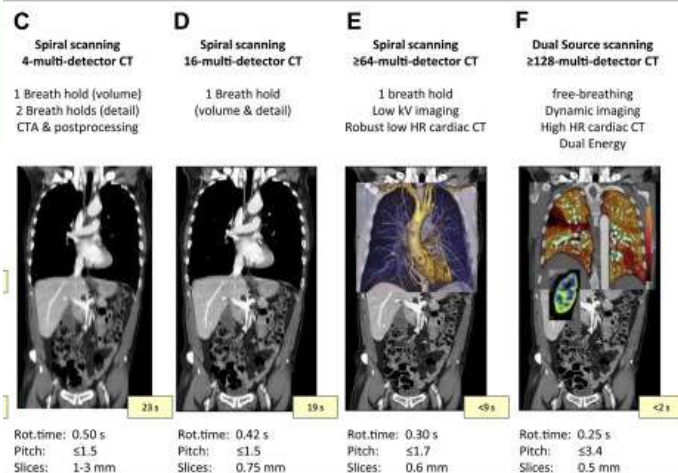 C
Spiral scanning
4-multi-detector CT
1 Breath hold (volume)
2 Breath holds (detail)
CTA & postprocessing
23 s
Rot.time: 0.50 s
Pitch: ≤1.5
Slices: 1-3 mm
D
Spiral scanning
16-multi-detector CT
1 Breath hold
(volume & detail)
19 s
Rot.time: 0.42 s
Pitch: ≤1.5
Slices: 0.75 mm
E
Spiral scanning
≥64-multi-detector CT
1 breath hold
Low kV imaging
Robust low HR cardiac CT
<9 s
Rot.time: 0.30 s
Pitch: ≤1.7
Slices: 0.6 mm
F
Dual Source scanning
≥128-multi-detector CT
free-breathing
Dynamic imaging
High HR cardiac CT
Dual Energy
<2 s
Rot.time: 0.25 s
Pitch: ≤3.4
Slices: 0.5 mm